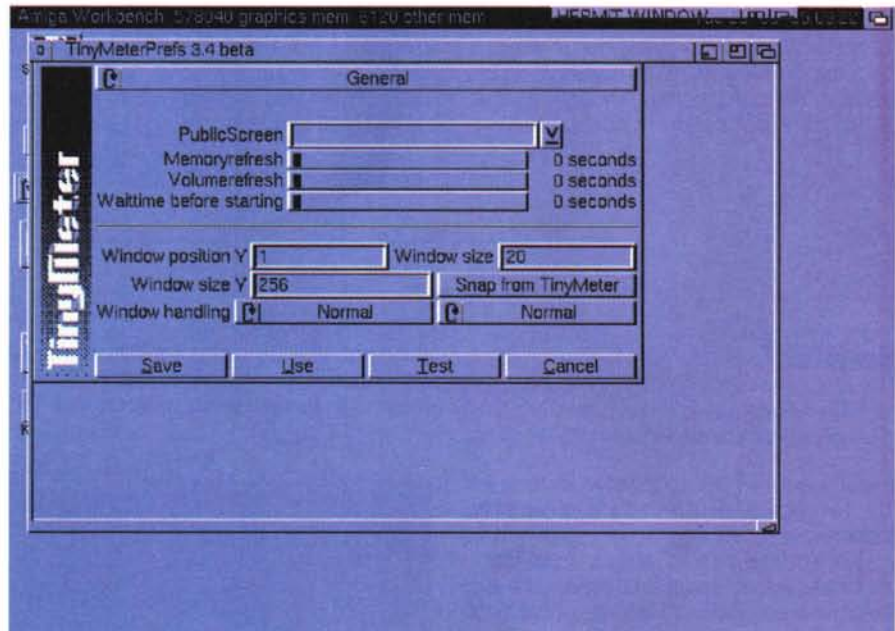 Amiga Workbench 578040 graphics mem 6120 other mem
TinyMeterPrefs 3.4 beta
General
PublicScreen
Memoryrefresh 0 seconds
Volumerefresh 0 seconds
Waittime before starting 0 seconds
Window position Y 1 Window size 20
Window size Y 256 Snap from TinyMeter
Window handling Normal Normal
Save Use Test Cancel
TinyMeter